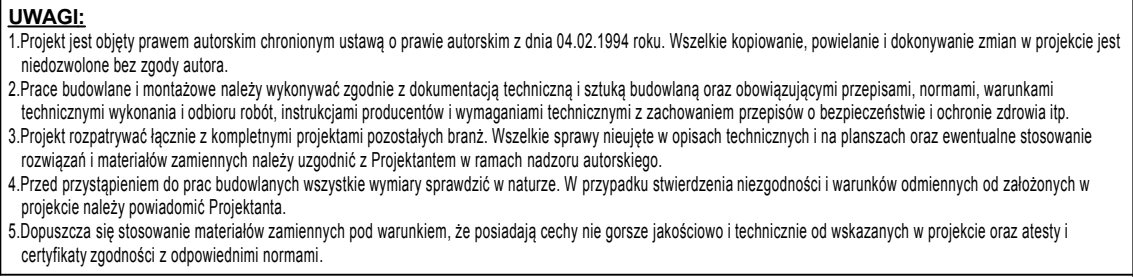 UWAGI:
1.Projekt jest objęty prawem autorskim chronionym ustawą o prawie autorskim z dnia 04.02.1994 roku. Wszelkie kopiowanie, powielanie i dokonywanie zmian w projekcie jest
niedozwolone bez zgody autora.
2.Prace budowlane i montażowe należy wykonywać zgodnie z dokumentacją techniczną i sztuką budowlaną oraz obowiązującymi przepisami, normami, warunkami
technicznymi wykonania i odbioru robót, instrukcjami producentów i wymaganiami technicznymi z zachowaniem przepisów o bezpieczeństwie i ochronie zdrowia itp.
3.Projekt rozpatrywać łącznie z kompletnymi projektami pozostałych branż. Wszelkie sprawy nieujęte w opisach technicznych i na planszach oraz ewentualne stosowanie
rozwiązań i materiałów zamiennych należy uzgodnić z Projektantem w ramach nadzoru autorskiego.
4.Przed przystąpieniem do prac budowlanych wszystkie wymiary sprawdzić w naturze. W przypadku stwierdzenia niezgodności i warunków odmiennych od założonych w
projekcie należy powiadomić Projektanta.
5.Dopuszcza się stosowanie materiałów zamiennych pod warunkiem, że posiadają cechy nie gorsze jakościowo i technicznie od wskazanych w projekcie oraz atesty i
certyfikaty zgodności z odpowiednimi normami.